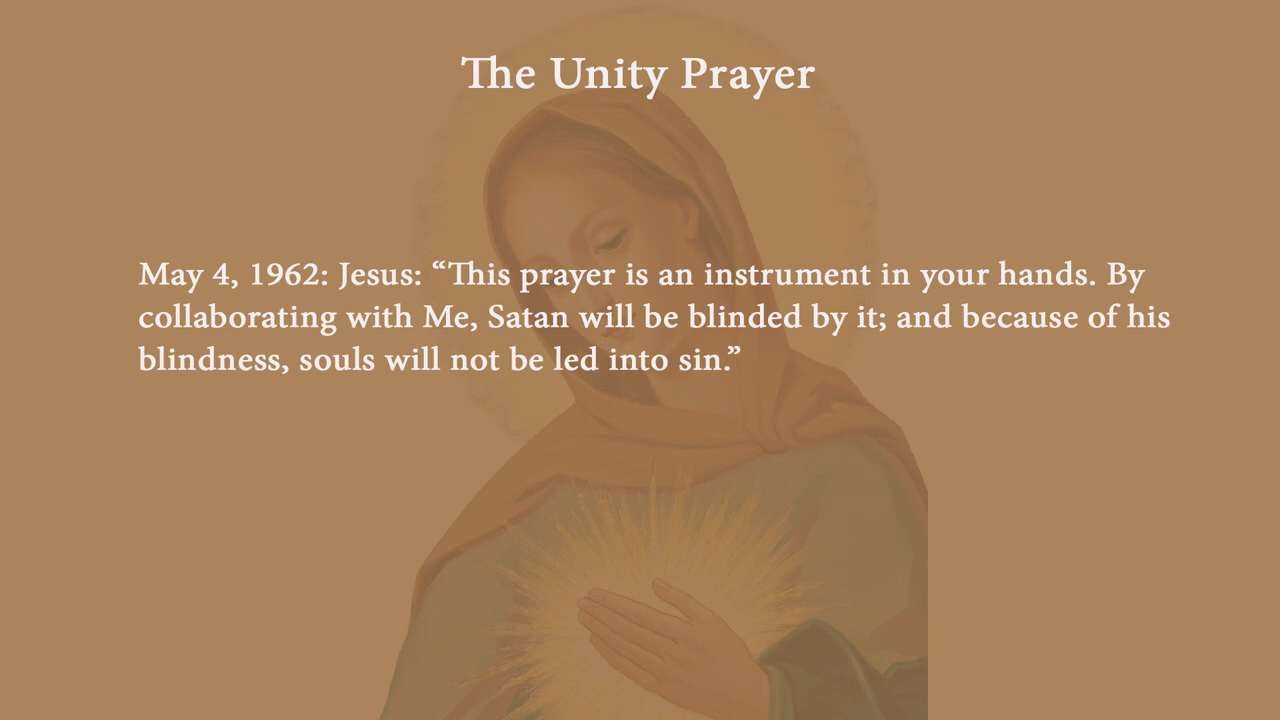 The Unity Prayer
May 4, 1962: Jesus: “This prayer is an instrument in your hands. By
collaborating with Me, Satan will be blinded by it; and because of his
blindness, souls will not be led into sin.”